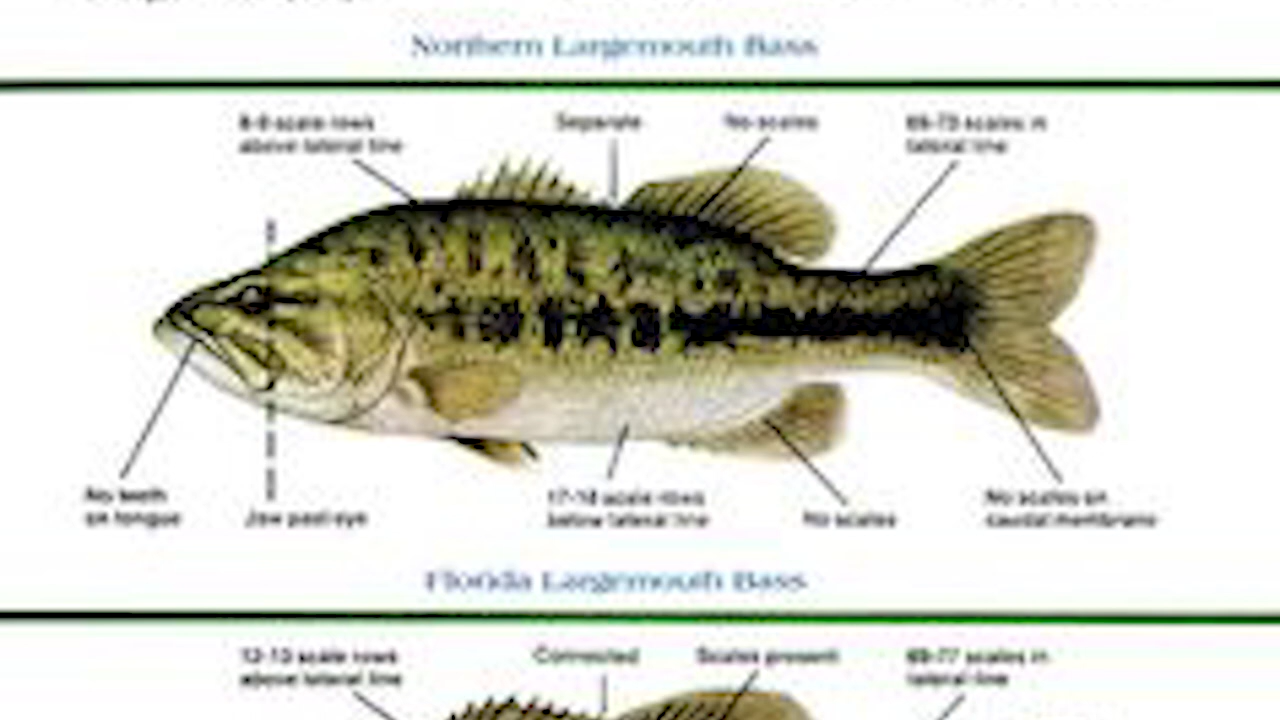 Northern Largemouth Bass
8-9 scale rows
above lateral line
Separate
No scales
scales in
lateral line
No teeth
on tongue
Jaw past eye
17-18 scale rows
below lateral line
No scales
No scales on
caudal membrane
Florida Largemouth Bass
12-13 scale rows
above lateral line
Connected
Scales present
69-77 scales in
lateral line